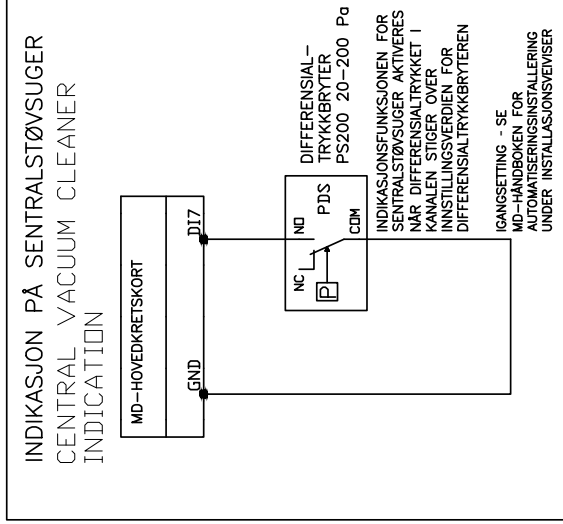 INDIKASJON PÅ SENTRALSTØVSUGER
CENTRAL VACUUM CLEANER
INDICATION
MD-HOVEDKRETSKORT
GND
DI7
NC
NO
P
PDS
COM
DIFFERENSIAL-
TRYKKBRYTER
PS200 20-200 Pa
INDIKASJONSFUNKSJONEN FOR
SENTRALSTØVSUGER AKTIVERES
NÅR DIFFERENSIALTRYKKET I
KANALEN STIGER OVER
INNSTILLINGSVERDIEN FOR
DIFFERENSIALTRYKKBRYTEREN
IGANGSETTING - SE
MD-HÅNDBOKEN FOR
AUTOMATISERINGSINSTALLERING
UNDER INSTALLASJONSVEIVISER